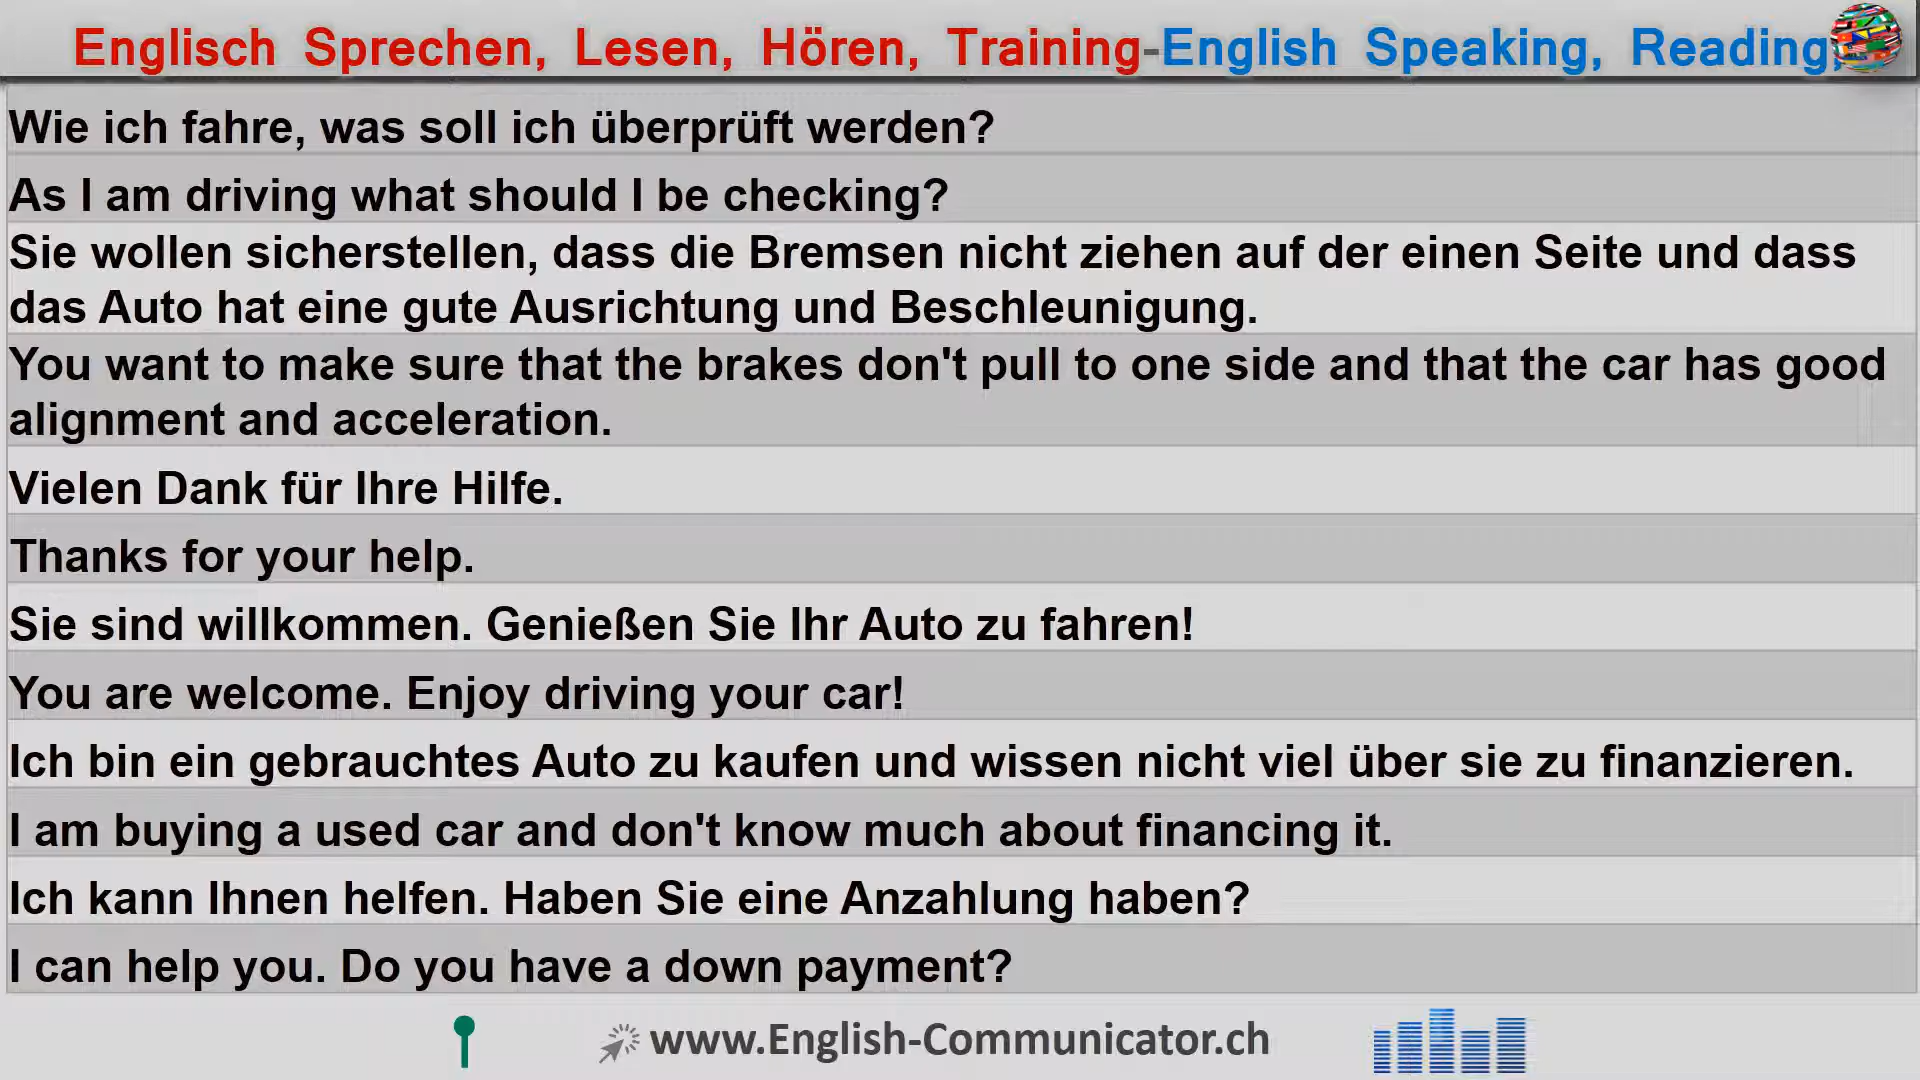 Englisch Sprechen, Lesen, Hören, Training-English Speaking, Reading,
Wie ich fahre, was soll ich überprüft werden?
As I am driving what should I be checking?
Sie wollen sicherstellen, dass die Bremsen nicht ziehen auf der einen Seite und dass
das Auto hat eine gute Ausrichtung und Beschleunigung.
You want to make sure that the brakes don't pull to one side and that the car has good
alignment and acceleration.
Vielen Dank für Ihre Hilfe.
Thanks for your help.
Sie sind willkommen. Genießen Sie Ihr Auto zu fahren!
You are welcome. Enjoy driving your car!
Ich bin ein gebrauchtes Auto zu kaufen und wissen nicht viel über sie zu finanzieren.
I am buying a used car and don't know much about financing it.
Ich kann Ihnen helfen. Haben Sie eine Anzahlung haben?
I can help you. Do you have a down payment?
www.English-Communicator.ch